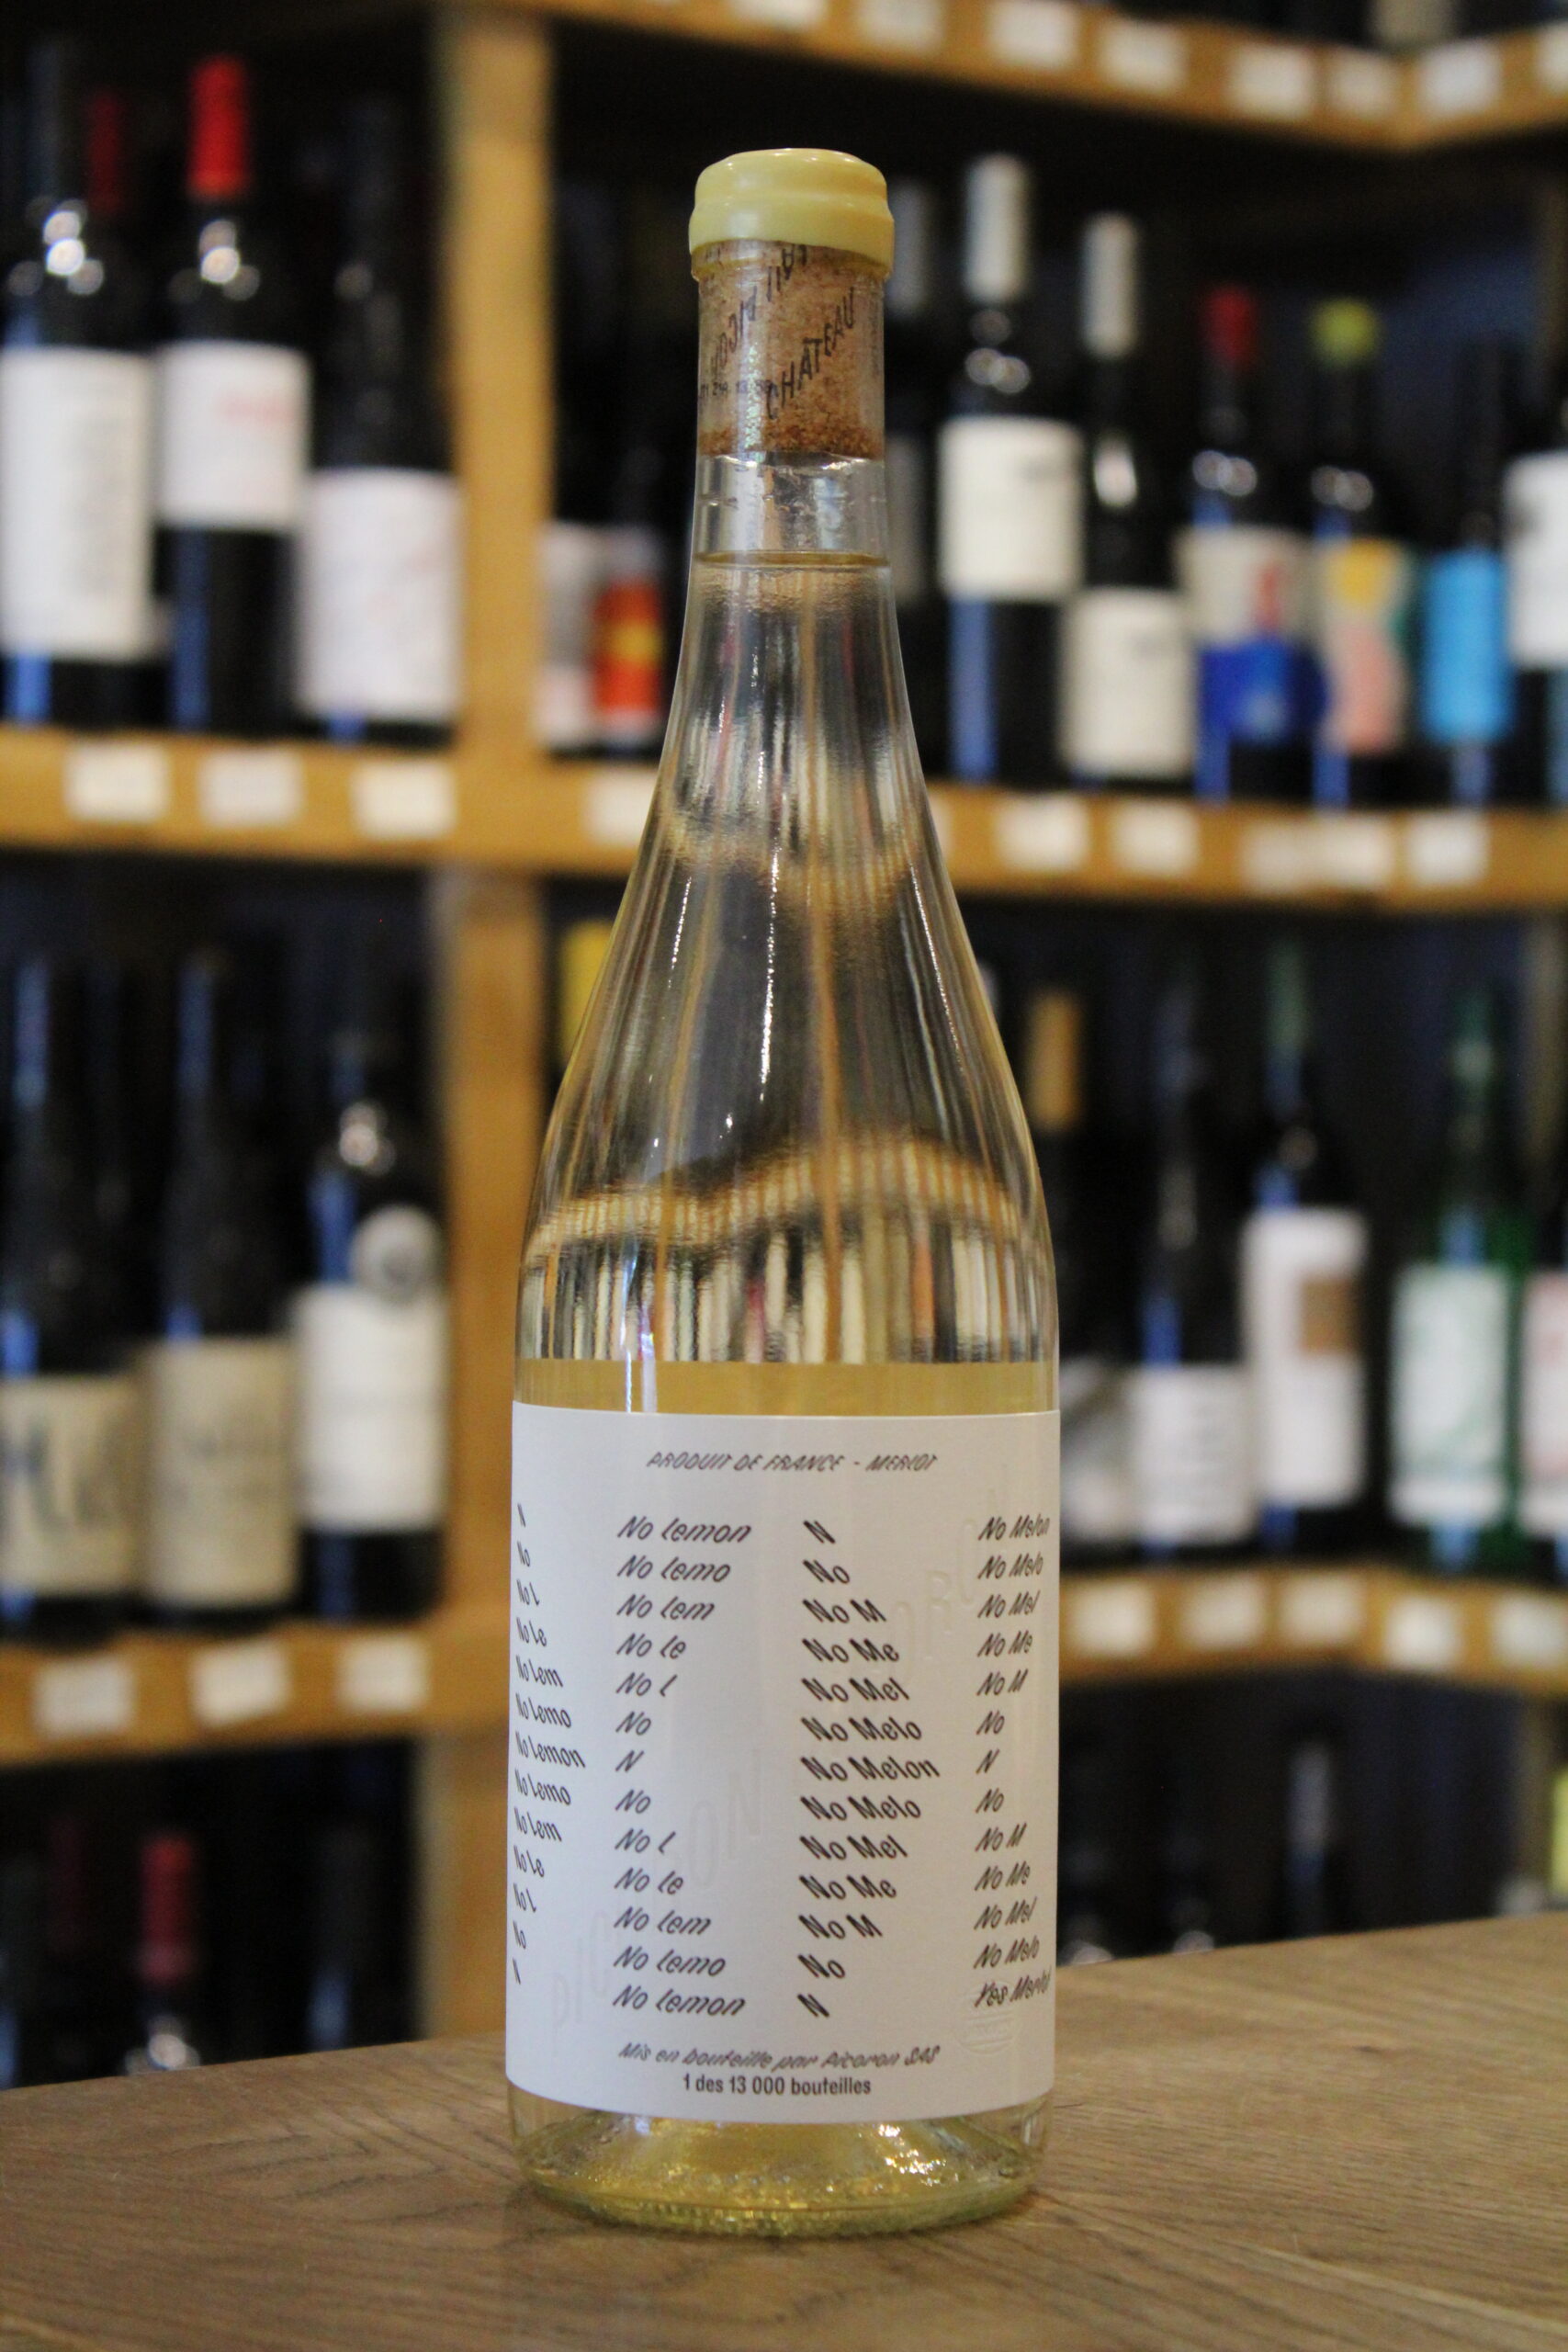 CHATEAU
PRODUIT DE FRANCE - MERLOT
N No Lemon N No Melon
No No Lemo No No Melo
No L No Lem No M No Mel
No Le No Le No Me No Me
No Lem No L No Mel No M
No Lemo No No Melo No
No Lemon N No Melon N
No Lemo No No Melo No
No Lem No L No Mel No M
No Le No Le No Me No Me
No L No Lem No M No Mel
No No Lemo No No Melo
N No Lemon N Yes Merlot
Mis en bouteille par Picoron SAS
1 des 13 000 bouteilles